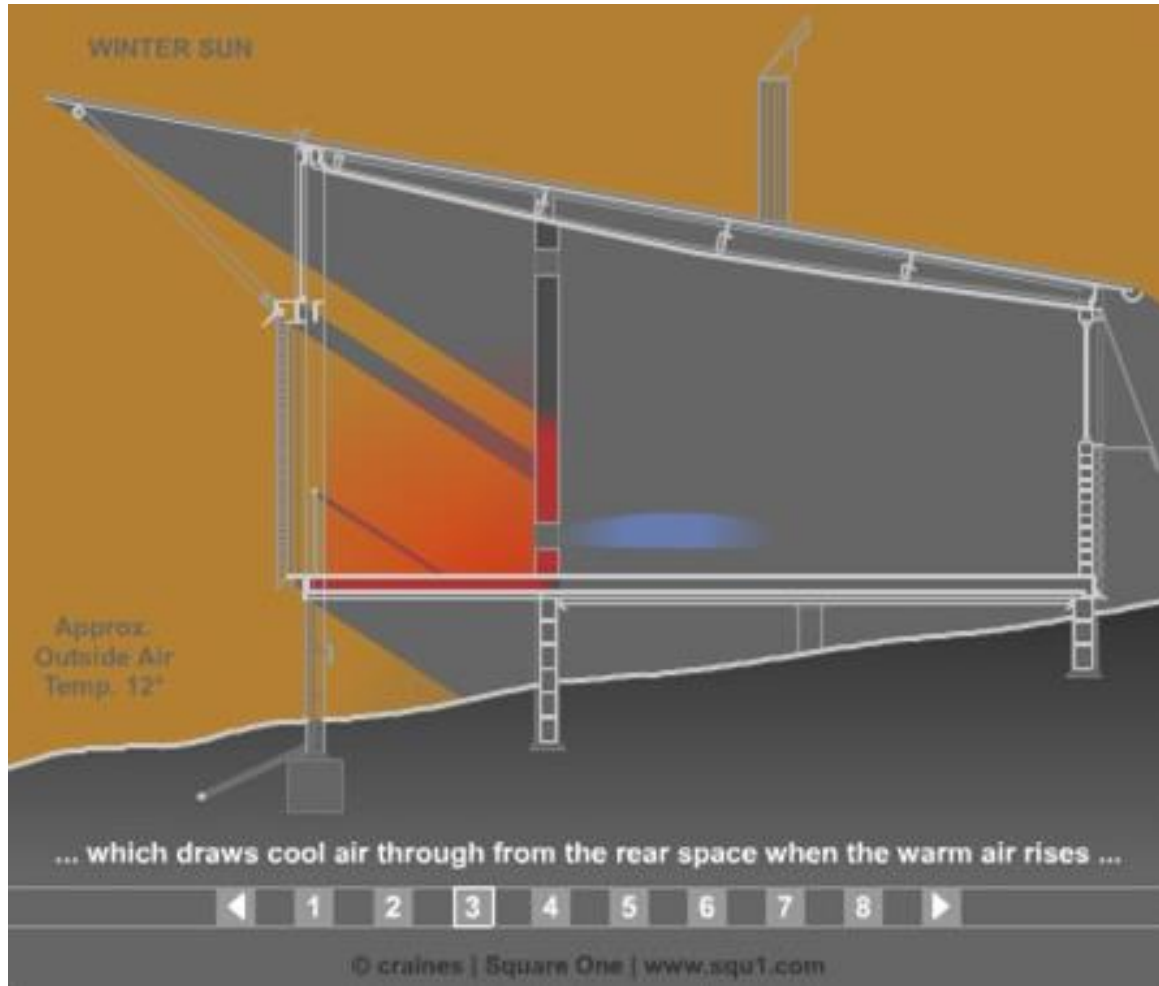 WINTER SUN
Approx.
Outside Air
Temp. 12°
... which draws cool air through from the rear space when the warm air rises ...
1 2 3 4 5 6 7 8
© craines | Square One | www.squ1.com